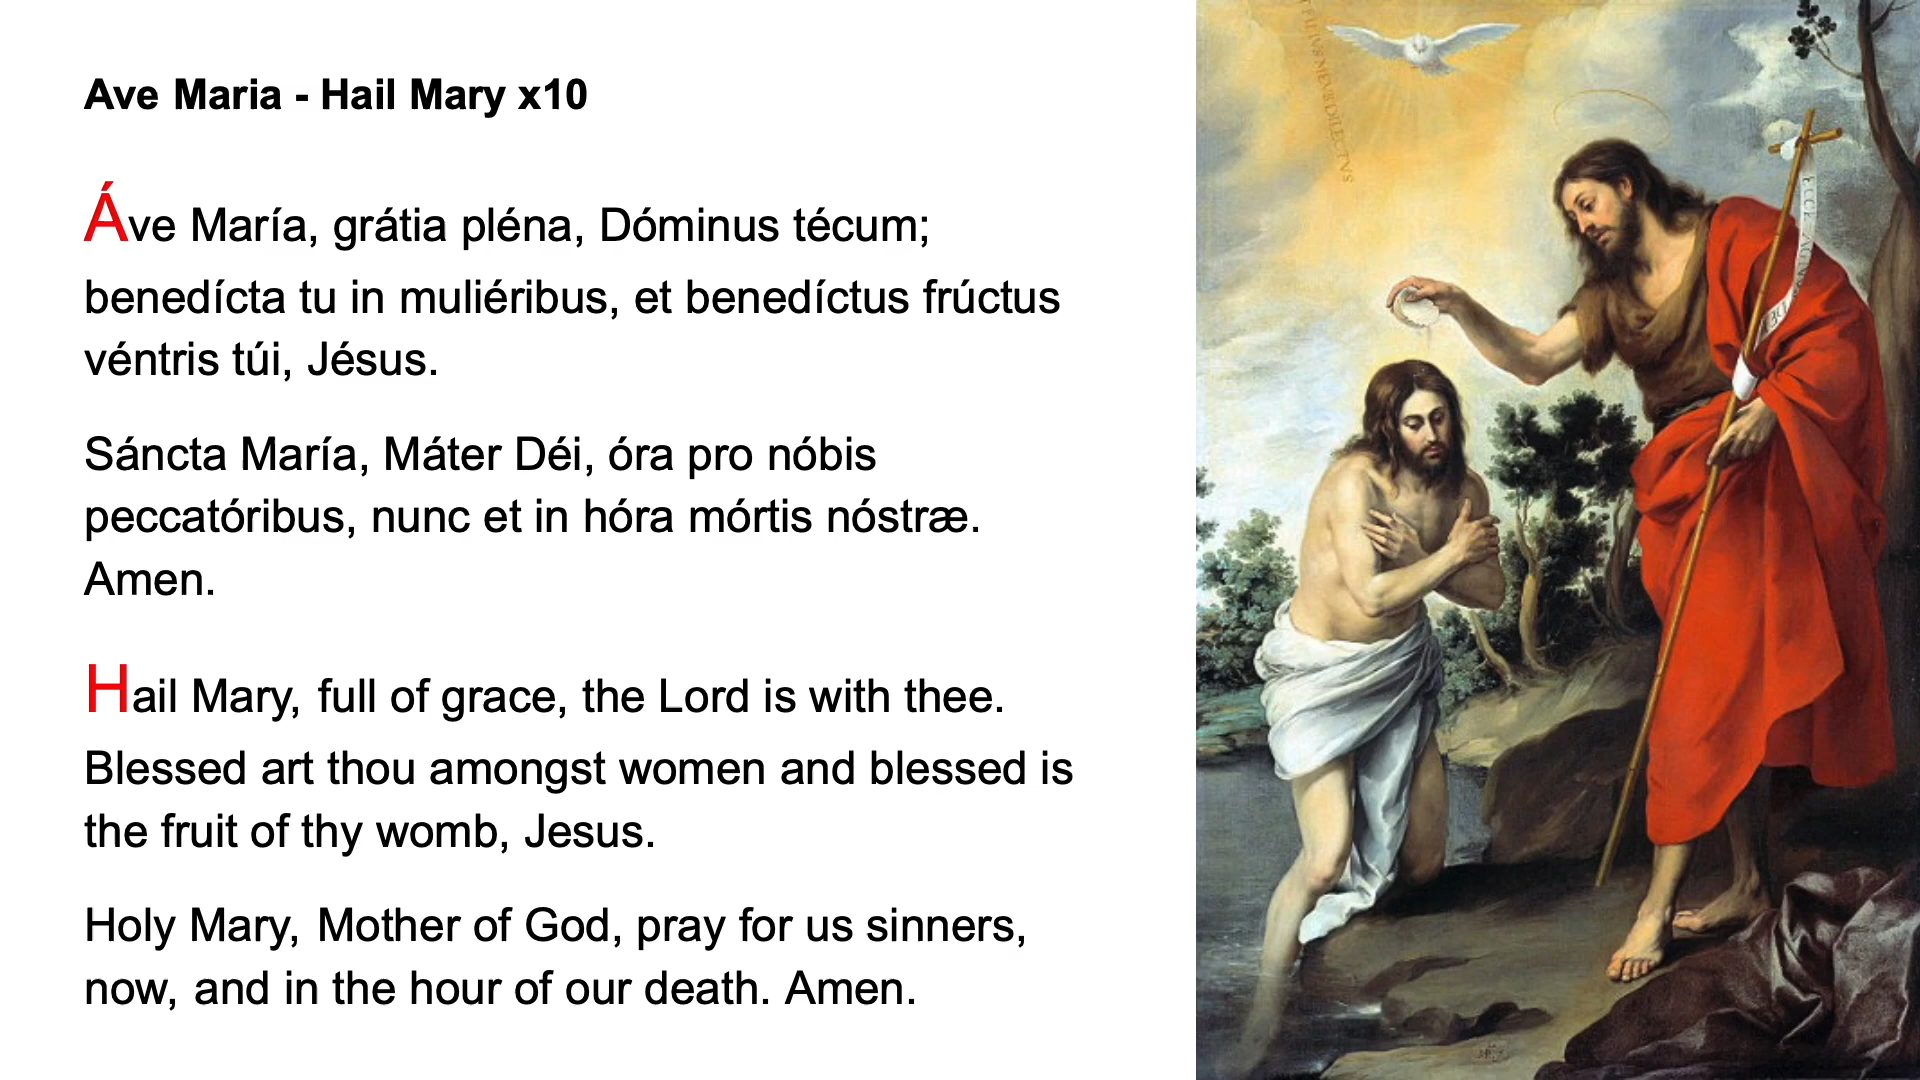 Ave Maria - Hail Mary x10
Áve María, grátia pléna, Dóminus técum;
benedícta tu in muliéribus, et benedíctus frúctus
véntris túi, Jésus.
Sáncta María, Máter Déi, óra pro nóbis
peccatóribus, nunc et in hóra mórtis nóstræ.
Amen.
Hail Mary, full of grace, the Lord is with thee.
Blessed art thou amongst women and blessed is
the fruit of thy womb, Jesus.
Holy Mary, Mother of God, pray for us sinners,
now, and in the hour of our death. Amen.
FILIVS MEVS DILECTVS